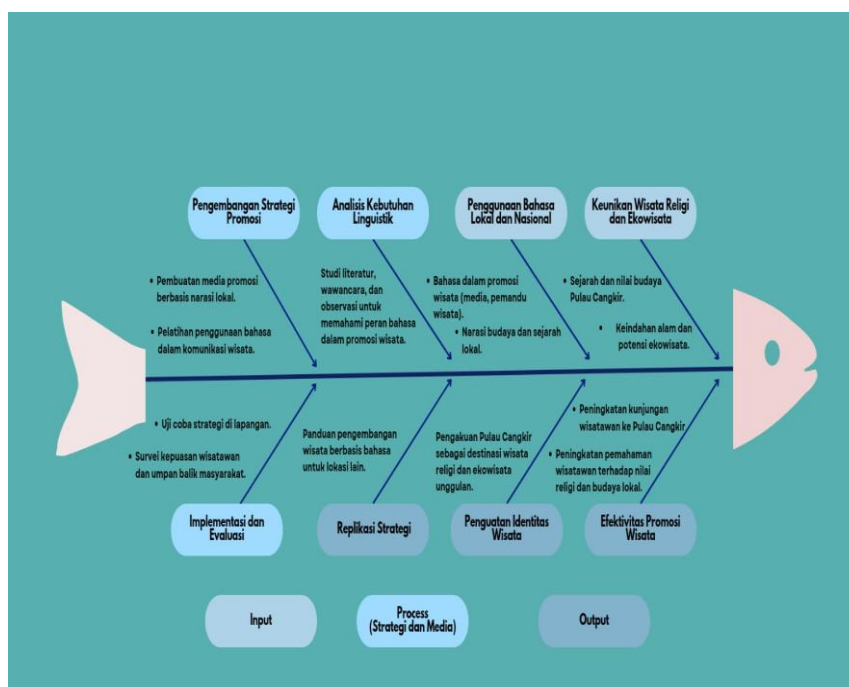 Pengembangan Strategi
Promosi
Analisis Kebutuhan
Linguistik
Penggunaan Bahasa
Lokal dan Nasional
Keunikan Wisata Religi
dan Ekowisata
• Pembuatan media promosi
berbasis narasi lokal.
• Pelatihan penggunaan bahasa
dalam komunikasi wisata.
Studi literatur,
wawancara, dan
observasi untuk
memahami peran bahasa
dalam promosi wisata.
• Bahasa dalam promosi
wisata (media, pemandu
wisata).
• Narasi budaya dan sejarah
lokal.
• Sejarah dan nilai budaya
Pulau Cangkir.
• Keindahan alam dan
potensi ekowisata.
• Uji coba strategi di lapangan.
• Survei kepuasan wisatawan
dan umpan balik masyarakat.
Panduan pengembangan
wisata berbasis bahasa
untuk lokasi lain.
Pengakuan Pulau Cangkir
sebagai destinasi wisata
religi dan ekowisata
unggulan.
• Peningkatan kunjungan
wisatawan ke Pulau Cangkir
• Peningkatan pemahaman
wisatawan terhadap nilai
religi dan budaya lokal.
Implementasi dan
Evaluasi
Replikasi Strategi
Penguatan Identitas
Wisata
Efektivitas Promosi
Wisata
Input
Process
(Strategi dan Media)
Output